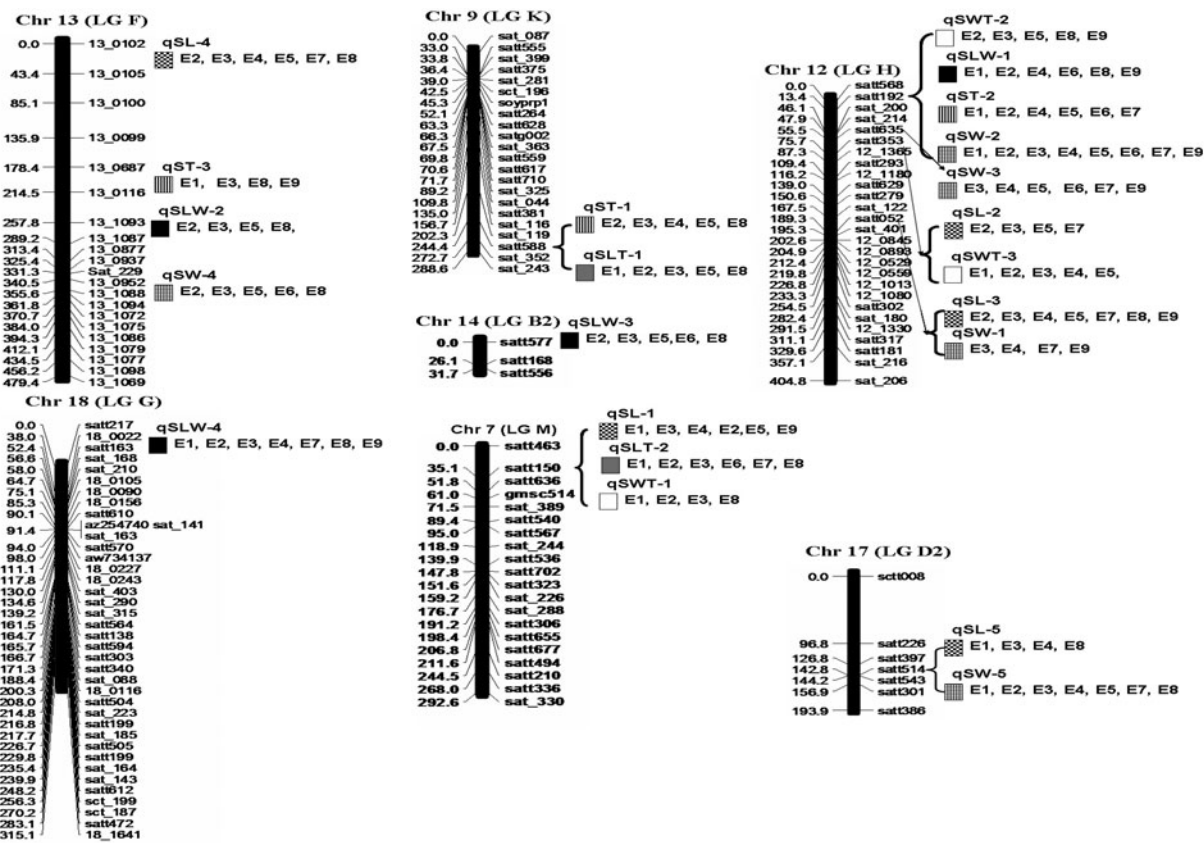 Chr 13 (LG F)
0.0 13_0102
43.4 13_0105
85.1 13_0100
135.9 13_0099
178.4 13_0687
214.5 13_0116
257.8 13_1093
289.2 13_1087
313.4 13_0877
325.4 13_0937
331.3 Sat_229
340.5 13_0952
355.6 13_1088
361.8 13_1094
370.7 13_1072
384.0 13_1075
394.3 13_1086
412.1 13_1079
434.5 13_1077
456.2 13_1098
479.4 13_1069
qSL-4
E2, E3, E4, E5, E7, E8
qST-3
E1, E3, E8, E9
qSLW-2
E2, E3, E5, E8,
qSW-4
E2, E3, E5, E6, E8
Chr 9 (LG K)
0.0 sat_087
33.0 satt555
33.8 sat_399
36.4 satt375
39.0 sat_281
42.5 sct_196
45.3 soyprp1
52.1 satt264
63.3 satt628
66.3 satg002
67.5 sat_363
69.8 satt559
70.6 satt617
71.7 satt710
89.2 sat_325
109.8 sat_044
135.0 satt381
156.7 sat_116
202.3 sat_119
244.4 satt588
272.7 sat_352
288.6 sat_243
qST-1
E2, E3, E4, E5, E8
qSLT-1
E1, E2, E3, E5, E8
Chr 14 (LG B2)
0.0 satt577
26.1 satt168
31.7 satt556
qSLW-3
E2, E3, E5,E6, E8
Chr 12 (LG H)
0.0 satt568
13.4 satt192
46.1 sat_200
47.9 sat_214
55.5 satt635
75.7 satt353
87.3 12_1365
109.4 satt293
116.2 12_1180
139.0 satt629
150.6 satt279
167.5 sat_122
189.3 satt052
195.3 sat_401
202.6 12_0845
204.9 12_0893
212.4 12_0529
219.8 12_0559
226.8 12_1013
233.3 12_1080
254.5 satt302
282.4 sat_180
291.5 12_1330
311.1 satt317
329.6 satt181
357.1 sat_216
404.8 sat_206
qSWT-2
E2, E3, E5, E8, E9
qSLW-1
E1, E2, E4, E6, E8, E9
qST-2
E1, E2, E4, E5, E6, E7
qSW-2
E1, E2, E3, E4, E5, E6, E7, E9
qSW-3
E3, E4, E5, E6, E7, E9
qSL-2
E2, E3, E5, E7
qSWT-3
E1, E2, E3, E4, E5,
qSL-3
E2, E3, E4, E5, E7, E8, E9
qSW-1
E3, E4, E7, E9
Chr 18 (LG G)
0.0 satt217
38.0 18_0022
52.4 satt163
56.6 sat_168
58.0 sat_210
64.7 18_0105
75.1 18_0090
85.3 18_0156
90.1 satt610
91.4 az254740 sat_141
sat_163
94.0 satt570
98.0 aw734137
111.1 18_0227
117.8 18_0243
130.0 sat_403
134.6 sat_290
139.2 sat_315
161.5 satt564
164.7 satt138
165.7 satt594
166.7 satt303
171.3 satt340
188.4 sat_088
200.3 18_0116
208.0 satt504
214.8 sat_223
216.8 satt199
217.7 sat_185
226.7 satt505
229.8 satt199
235.4 sat_164
239.9 sat_143
248.2 satt612
256.3 sct_199
270.2 sct_187
283.1 satt472
315.1 18_1641
qSLW-4
E1, E2, E3, E4, E7, E8, E9
Chr 7 (LG M)
0.0 satt463
35.1 satt150
51.8 satt636
61.0 gmsc514
71.5 sat_389
89.4 satt540
95.0 satt567
118.9 sat_244
139.9 satt536
147.8 satt702
151.6 satt323
159.2 sat_226
176.7 sat_288
191.2 satt306
198.4 satt655
206.8 satt677
211.6 satt494
244.5 satt210
268.0 satt336
292.6 sat_330
qSL-1
E1, E3, E4, E2,E5, E9
qSLT-2
E1, E2, E3, E6, E7, E8
qSWT-1
E1, E2, E3, E8
Chr 17 (LG D2)
0.0 sctt008
96.8 satt226
126.8 satt397
142.8 satt514
144.2 satt543
156.9 satt301
193.9 satt386
qSL-5
E1, E3, E4, E8
qSW-5
E1, E2, E3, E4, E5, E7, E8